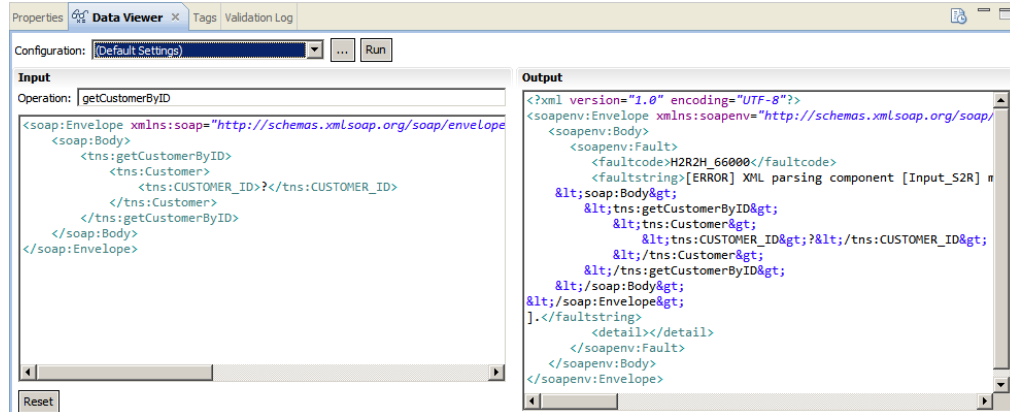 Properties Data Viewer Tags Validation Log
Configuration: (Default Settings) ... Run
Input
Operation: getCustomerByID
<soap:Envelope xmlns:soap="http://schemas.xmlsoap.org/soap/envelope
<soap:Body>
<tns:getCustomerByID>
<tns:Customer>
<tns:CUSTOMER_ID>?</tns:CUSTOMER_ID>
</tns:Customer>
</tns:getCustomerByID>
</soap:Body>
</soap:Envelope>
Reset
Output
<?xml version="1.0" encoding="UTF-8"?>
<soapenv:Envelope xmlns:soapenv="http://schemas.xmlsoap.org/soap/
<soapenv:Body>
<soapenv:Fault>
<faultcode>H2R2H_66000</faultcode>
<faultstring>[ERROR] XML parsing component [Input_S2R] m
&lt;soap:Body&gt;
&lt;tns:getCustomerByID&gt;
&lt;tns:Customer&gt;
&lt;tns:CUSTOMER_ID&gt;?&lt;/tns:CUSTOMER_ID&gt;
&lt;/tns:Customer&gt;
&lt;/tns:getCustomerByID&gt;
&lt;/soap:Body&gt;
&lt;/soap:Envelope&gt;
].</faultstring>
<detail></detail>
</soapenv:Fault>
</soapenv:Body>
</soapenv:Envelope>